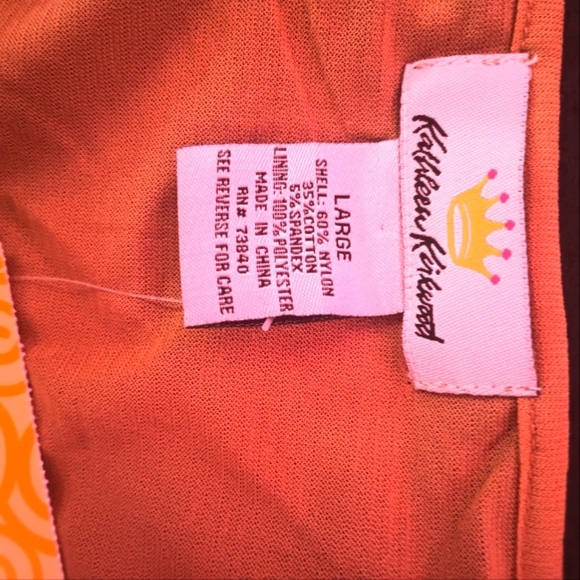 Kathleen Kirkwood
LARGE
SHELL: 60% NYLON
35% COTTON
5% SPANDEX
LINING: 100% POLYESTER
MADE IN CHINA
RN# 73840
SEE REVERSE FOR CARE